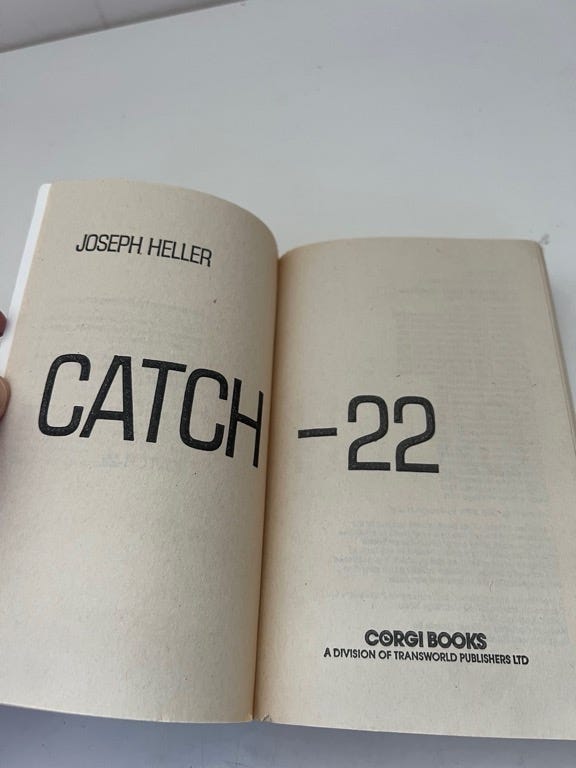 JOSEPH HELLER
CATCH-22
CORGI BOOKS
A DIVISION OF TRANSWORLD PUBLISHERS LTD